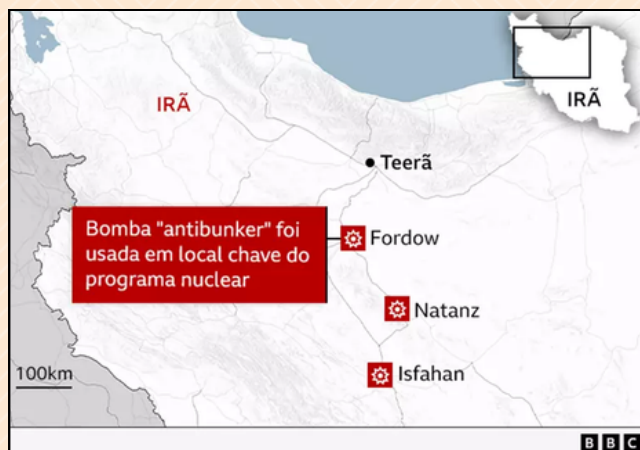 IRÃ
IRÃ
Teerã
Bomba "antibunker" foi
usada em local chave do
programa nuclear
Fordow
Natanz
Isfahan
100km
BBC